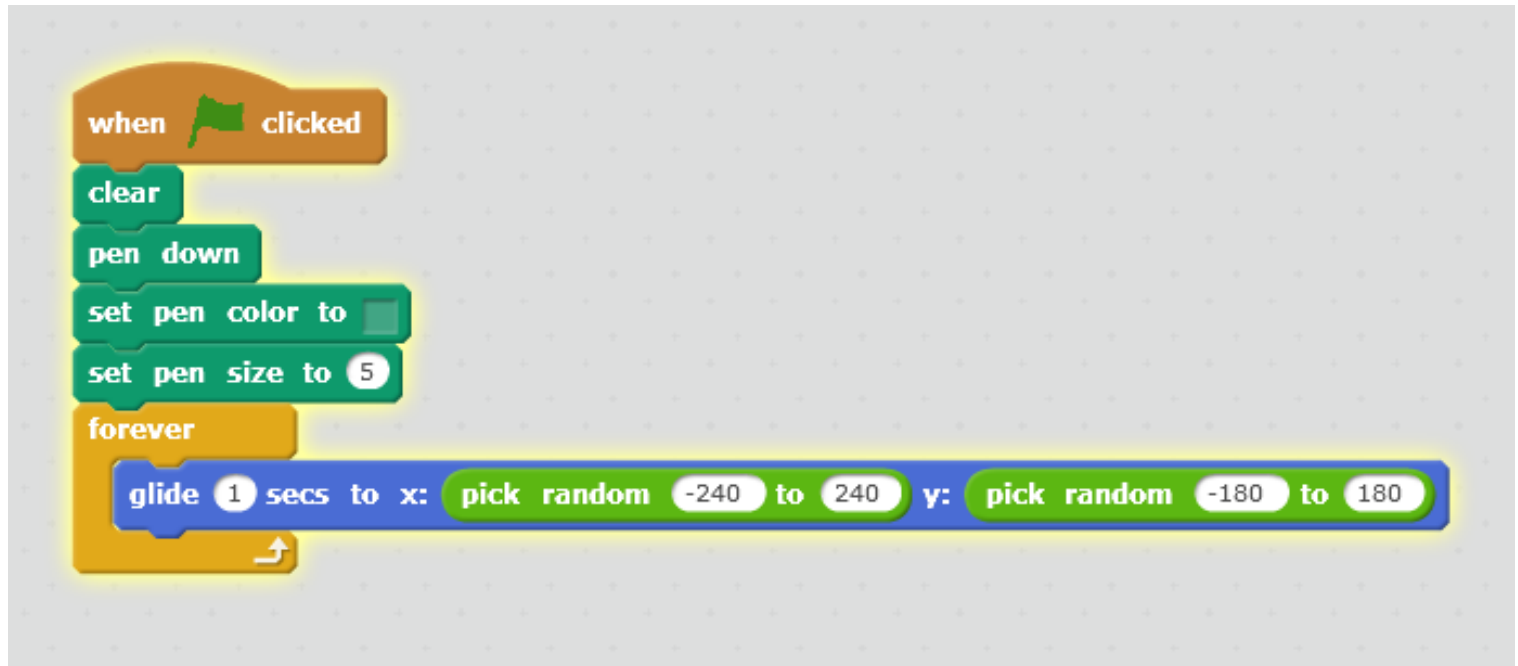 when clicked
clear
pen down
set pen color to
set pen size to 5
forever
glide 1 secs to x: pick random -240 to 240 y: pick random -180 to 180